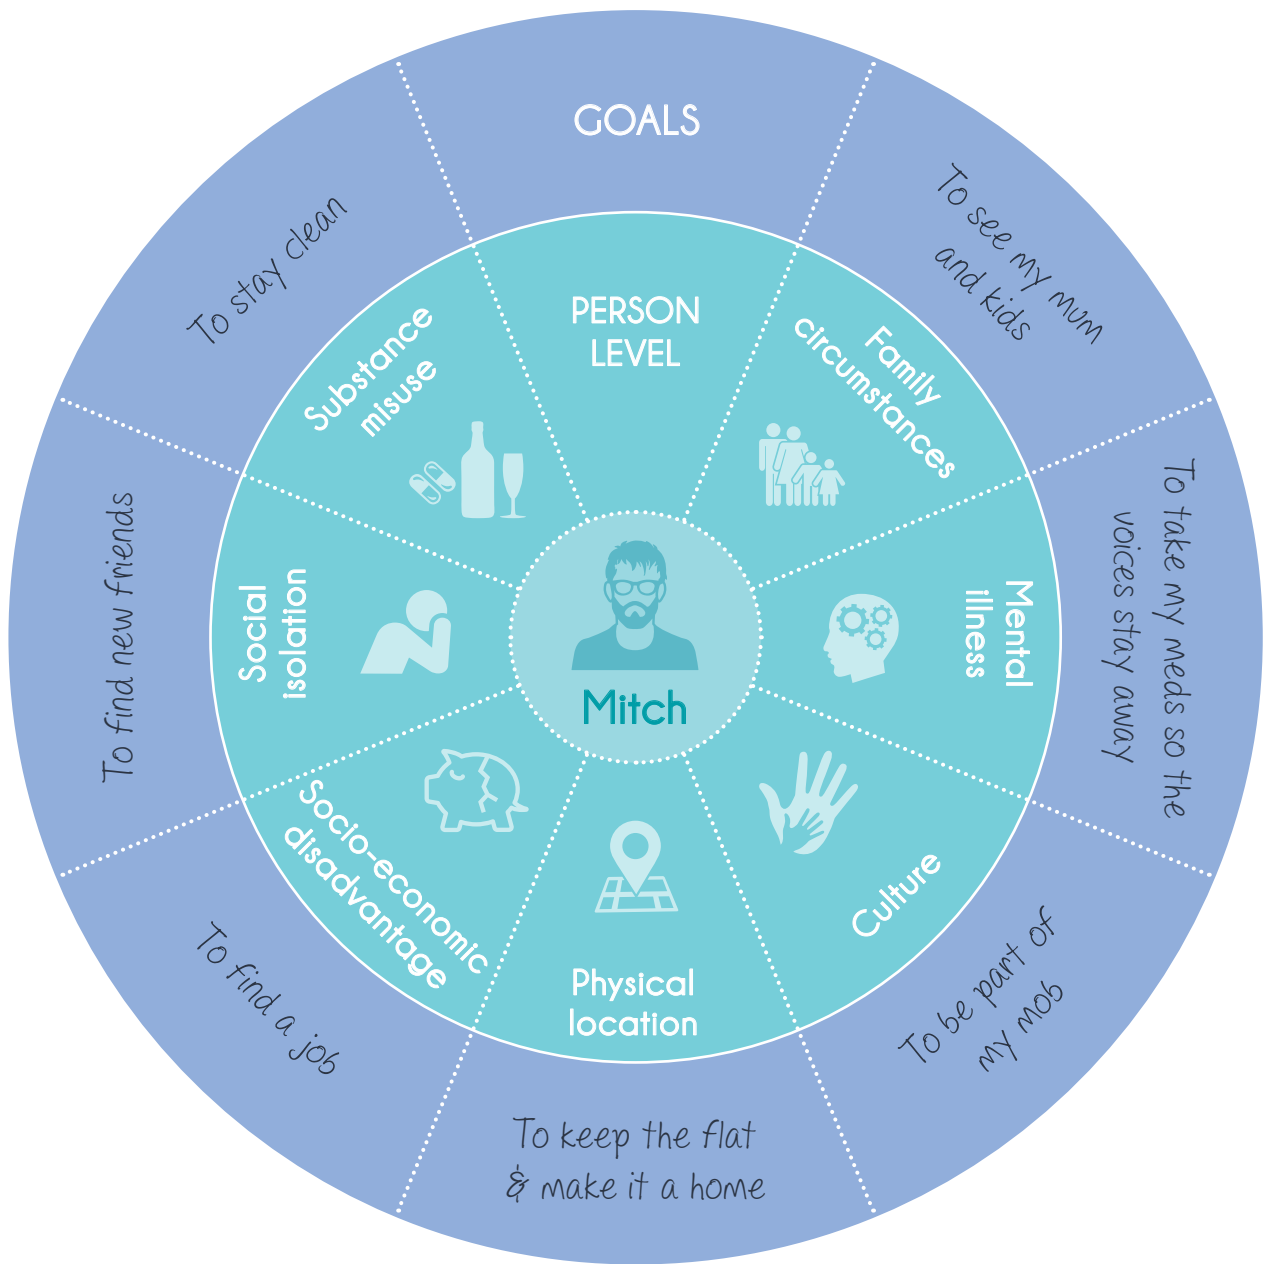 GOALS
To see my mum
and kids
To take my meds so the
voices stay away
To be part of
my mob
To keep the flat
& make it a home
To find a job
To find new friends
To stay clean
PERSON
LEVEL
Family
circumstances
Mental
illness
Culture
Physical
location
Socio-economic
disadvantage
Social
isolation
Substance
misuse
Mitch